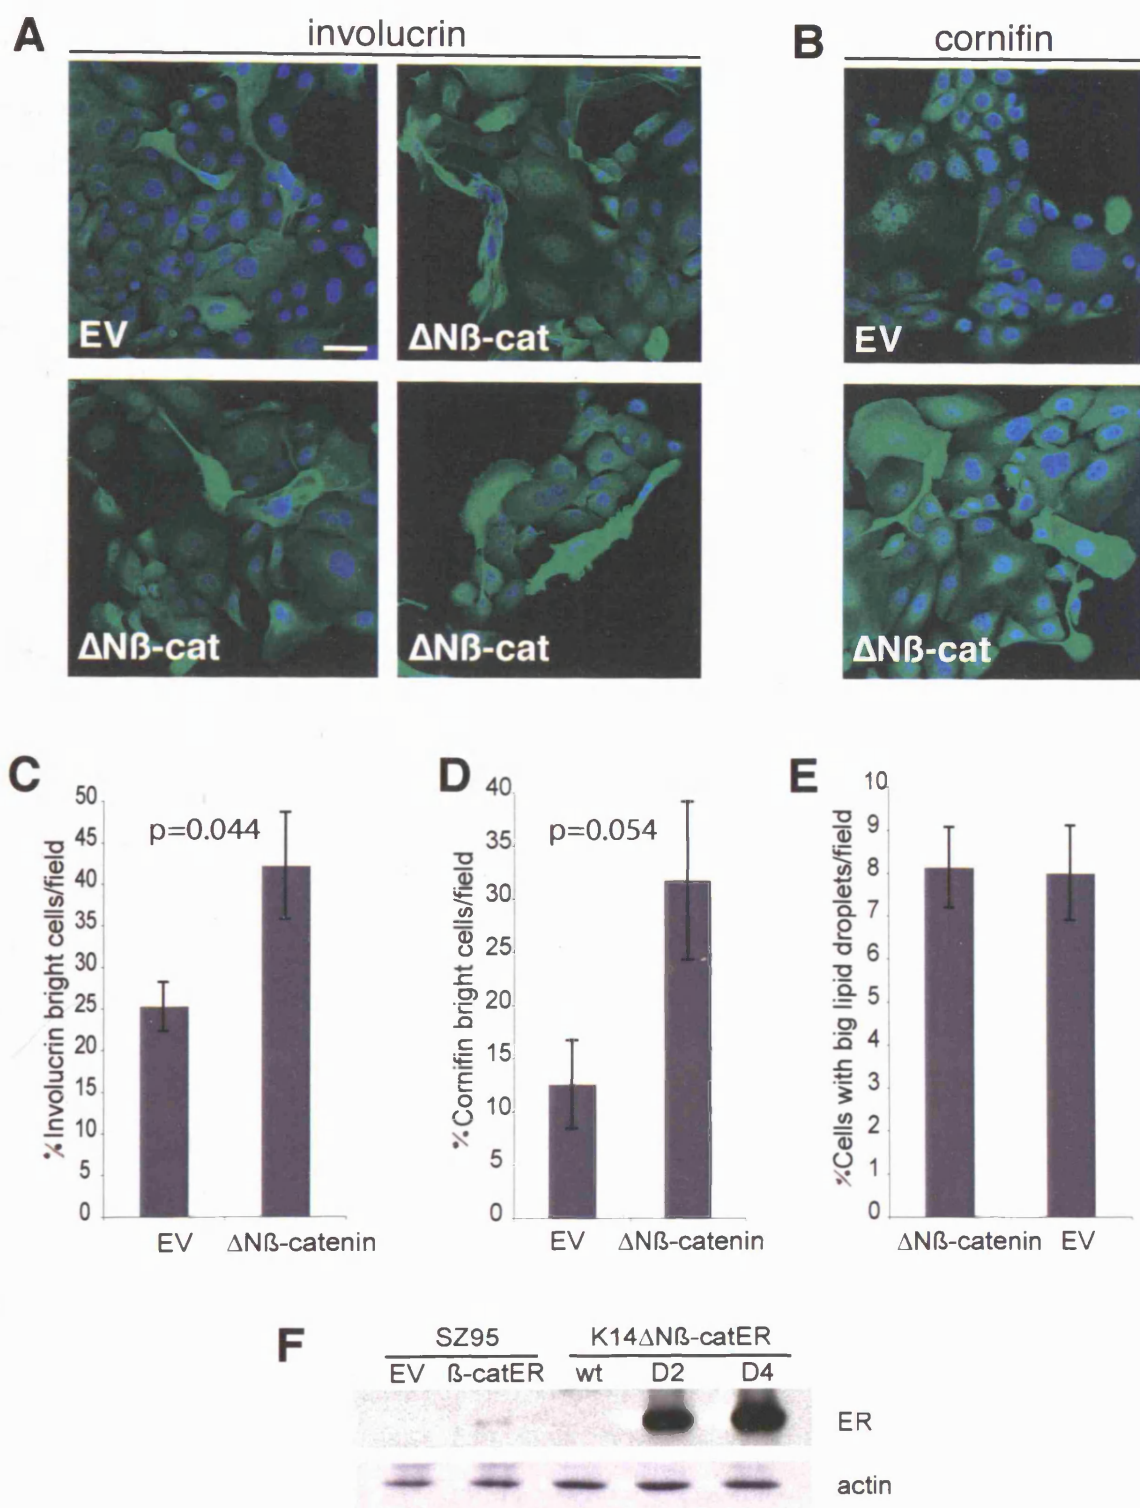 A
involucrin
B
cornifin
EV
ΔNß-cat
EV
ΔNß-cat
ΔNß-cat
ΔNß-cat
C
%Involucrin bright cells/field
50
45
40
35
30
25
20
15
10
5
0
p=0.044
EV ΔNß-catenin
D
%Cornifin bright cells/field
40
35
30
25
20
15
10
5
0
p=0.054
EV ΔNß-catenin
E
%Cells with big lipid droplets/field
10
9
8
7
6
5
4
3
2
1
0
ΔNß-catenin EV
F
SZ95 K14ΔNß-catER
EV ß-catER wt D2 D4
ER
actin